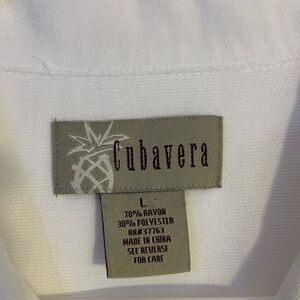 Cubavera
L
70% RAYON
30% POLYESTER
RN#37763
MADE IN CHINA
SEE REVERSE
FOR CARE